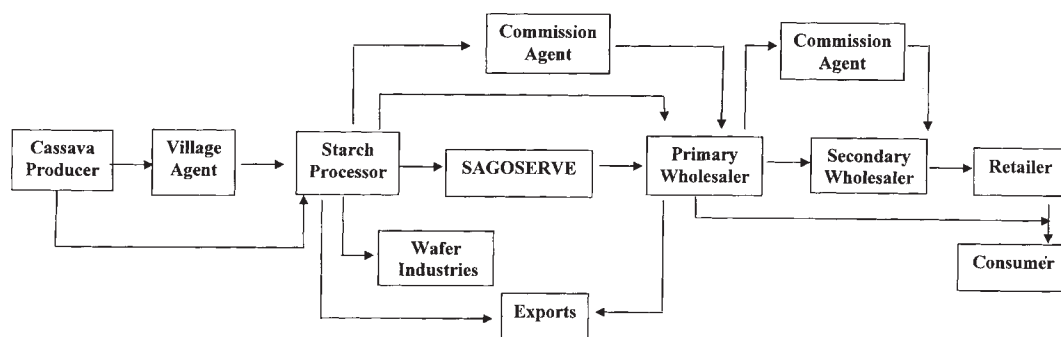 Commission
Agent
Commission
Agent
Cassava
Producer
Village
Agent
Starch
Processor
SAGOSERVE
Primary
Wholesaler
Secondary
Wholesaler
Retailer
Wafer
Industries
Consumer
Exports